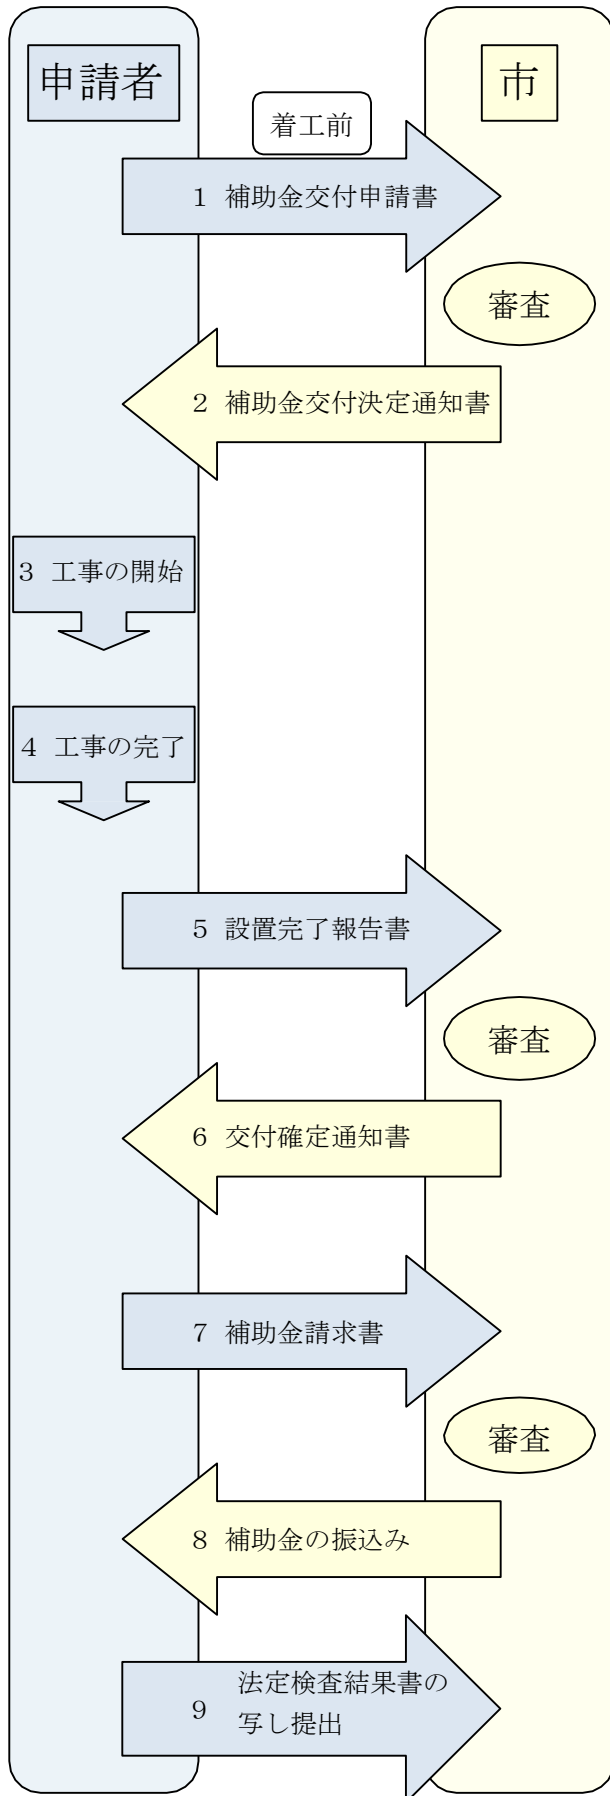 申請者
市
着工前
1 補助金交付申請書
審査
2 補助金交付決定通知書
3 工事の開始
4 工事の完了
5 設置完了報告書
審査
6 交付確定通知書
7 補助金請求書
審査
8 補助金の振込み
9 法定検査結果書の
写し提出